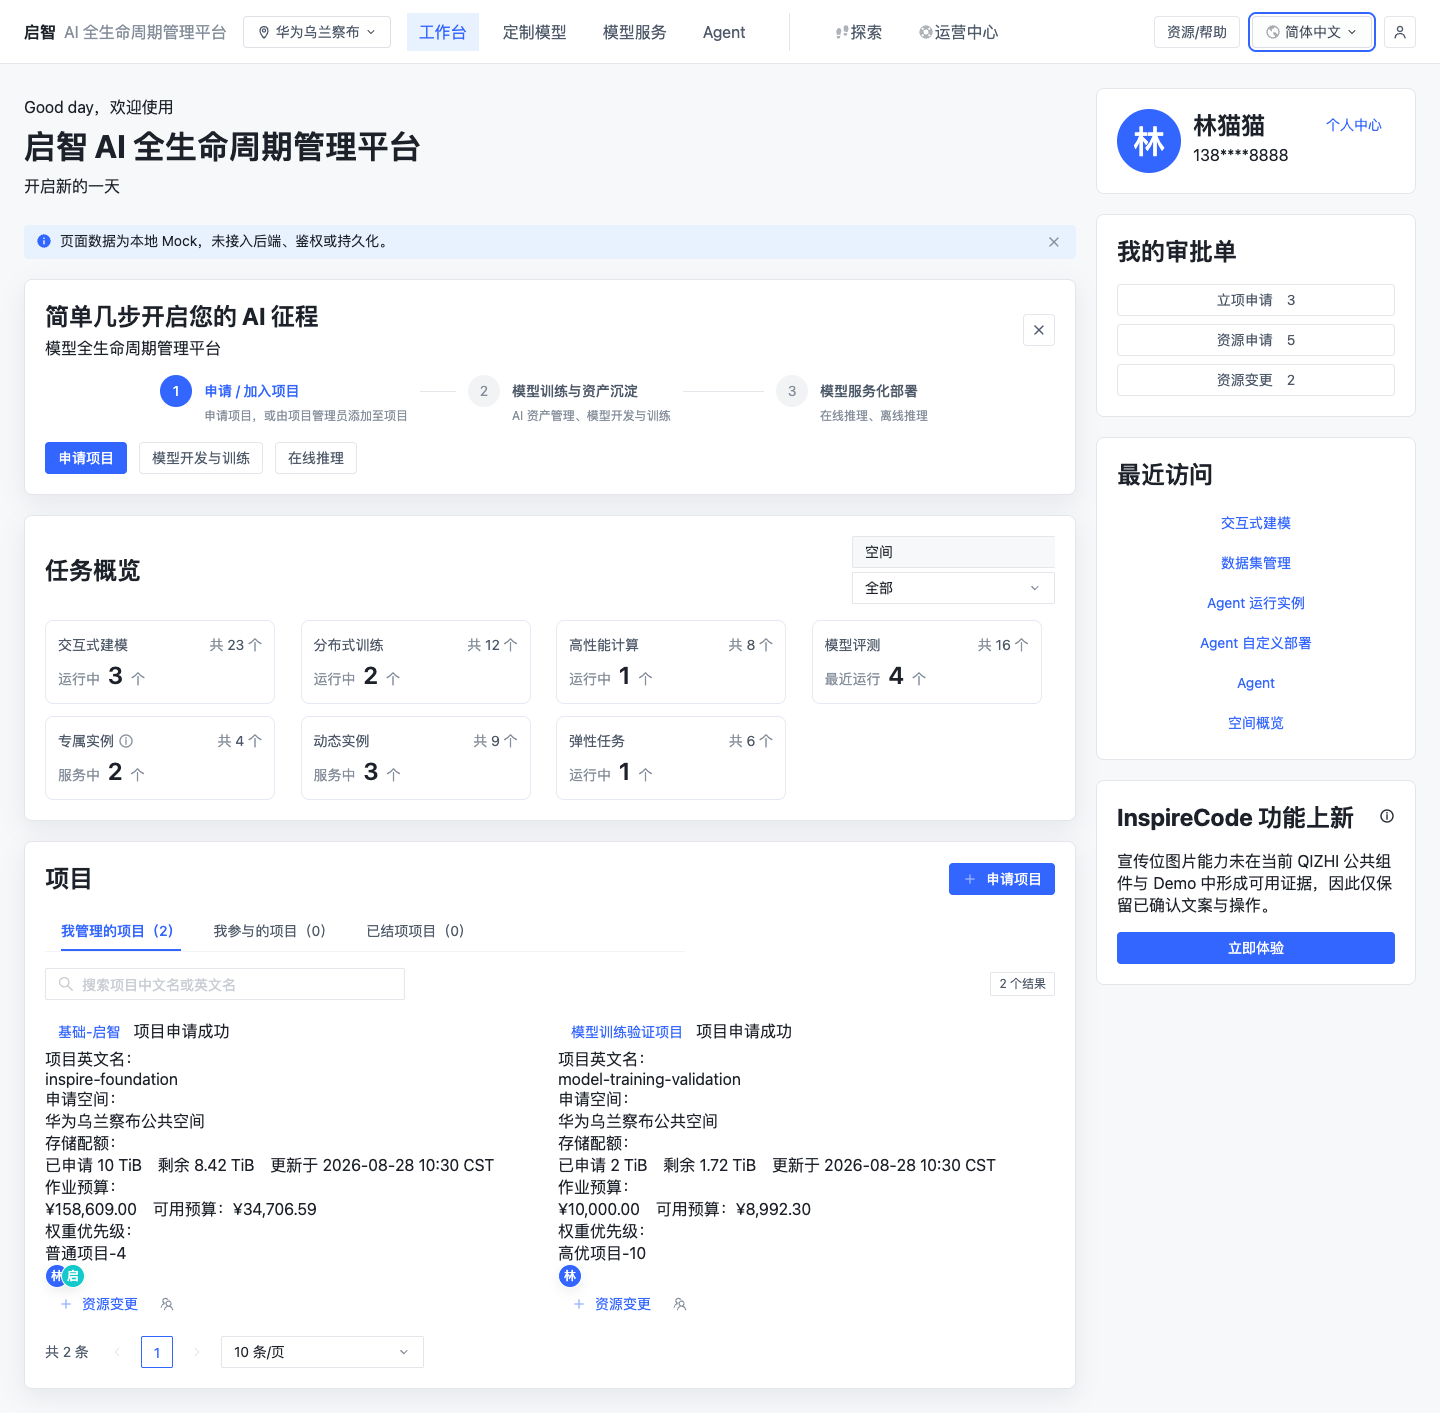 启智 AI 全生命周期管理平台 华为乌兰察布 工作台 定制模型 模型服务 Agent 探索 运营中心 资源/帮助 简体中文
Good day，欢迎使用
启智 AI 全生命周期管理平台
开启新的一天
页面数据为本地 Mock，未接入后端、鉴权或持久化。
简单几步开启您的 AI 征程
模型全生命周期管理平台
1 申请 / 加入项目
申请项目，或由项目管理员添加至项目
2 模型训练与资产沉淀
AI 资产管理、模型开发与训练
3 模型服务化部署
在线推理、离线推理
申请项目 模型开发与训练 在线推理
任务概览
空间
全部
交互式建模 共 23 个
运行中 3 个
分布式训练 共 12 个
运行中 2 个
高性能计算 共 8 个
运行中 1 个
模型评测 共 16 个
最近运行 4 个
专属实例 共 4 个
服务中 2 个
动态实例 共 9 个
服务中 3 个
弹性任务 共 6 个
运行中 1 个
项目
申请项目
我管理的项目（2） 我参与的项目（0） 已结项项目（0）
搜索项目中文名或英文名
2 个结果
基础-启智 项目申请成功
项目英文名：
inspire-foundation
申请空间：
华为乌兰察布公共空间
存储配额：
已申请 10 TiB 剩余 8.42 TiB 更新于 2026-08-28 10:30 CST
作业预算：
¥158,609.00 可用预算：¥34,706.59
权重优先级：
普通项目-4
林 启
资源变更
模型训练验证项目 项目申请成功
项目英文名：
model-training-validation
申请空间：
华为乌兰察布公共空间
存储配额：
已申请 2 TiB 剩余 1.72 TiB 更新于 2026-08-28 10:30 CST
作业预算：
¥10,000.00 可用预算：¥8,992.30
权重优先级：
高优项目-10
林
资源变更
共 2 条 1 10 条/页
林 林猫猫 个人中心
138****8888
我的审批单
立项申请 3
资源申请 5
资源变更 2
最近访问
交互式建模
数据集管理
Agent 运行实例
Agent 自定义部署
Agent
空间概览
InspireCode 功能上新
宣传位图片能力未在当前 QIZHI 公共组
件与 Demo 中形成可用证据，因此仅保
留已确认文案与操作。
立即体验